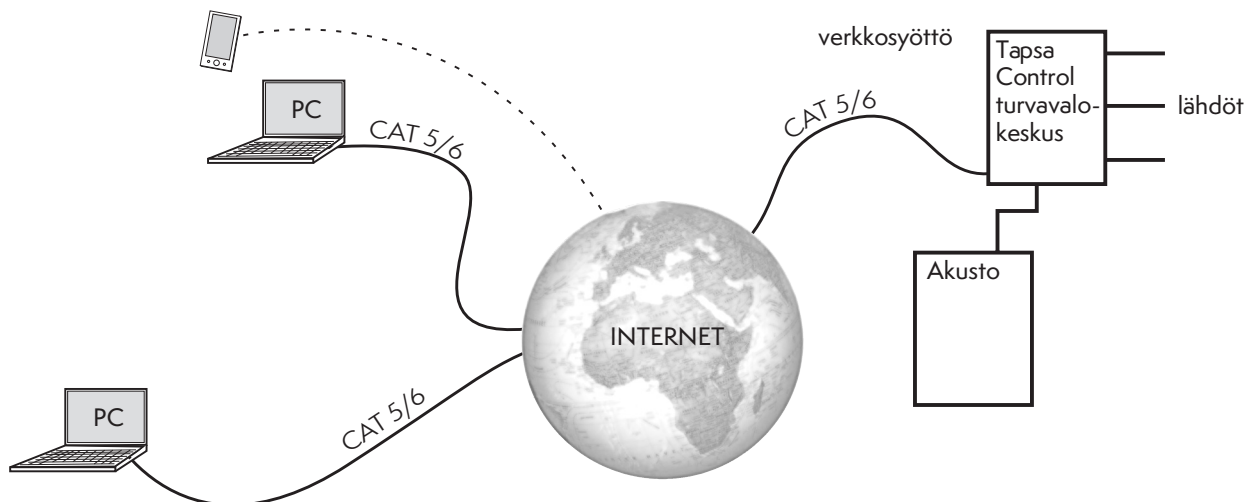 verkkosyöttö
Tapsa
Control
turvavalo-
keskus
lähdöt
PC
CAT 5/6
CAT 5/6
Akusto
INTERNET
PC
CAT 5/6